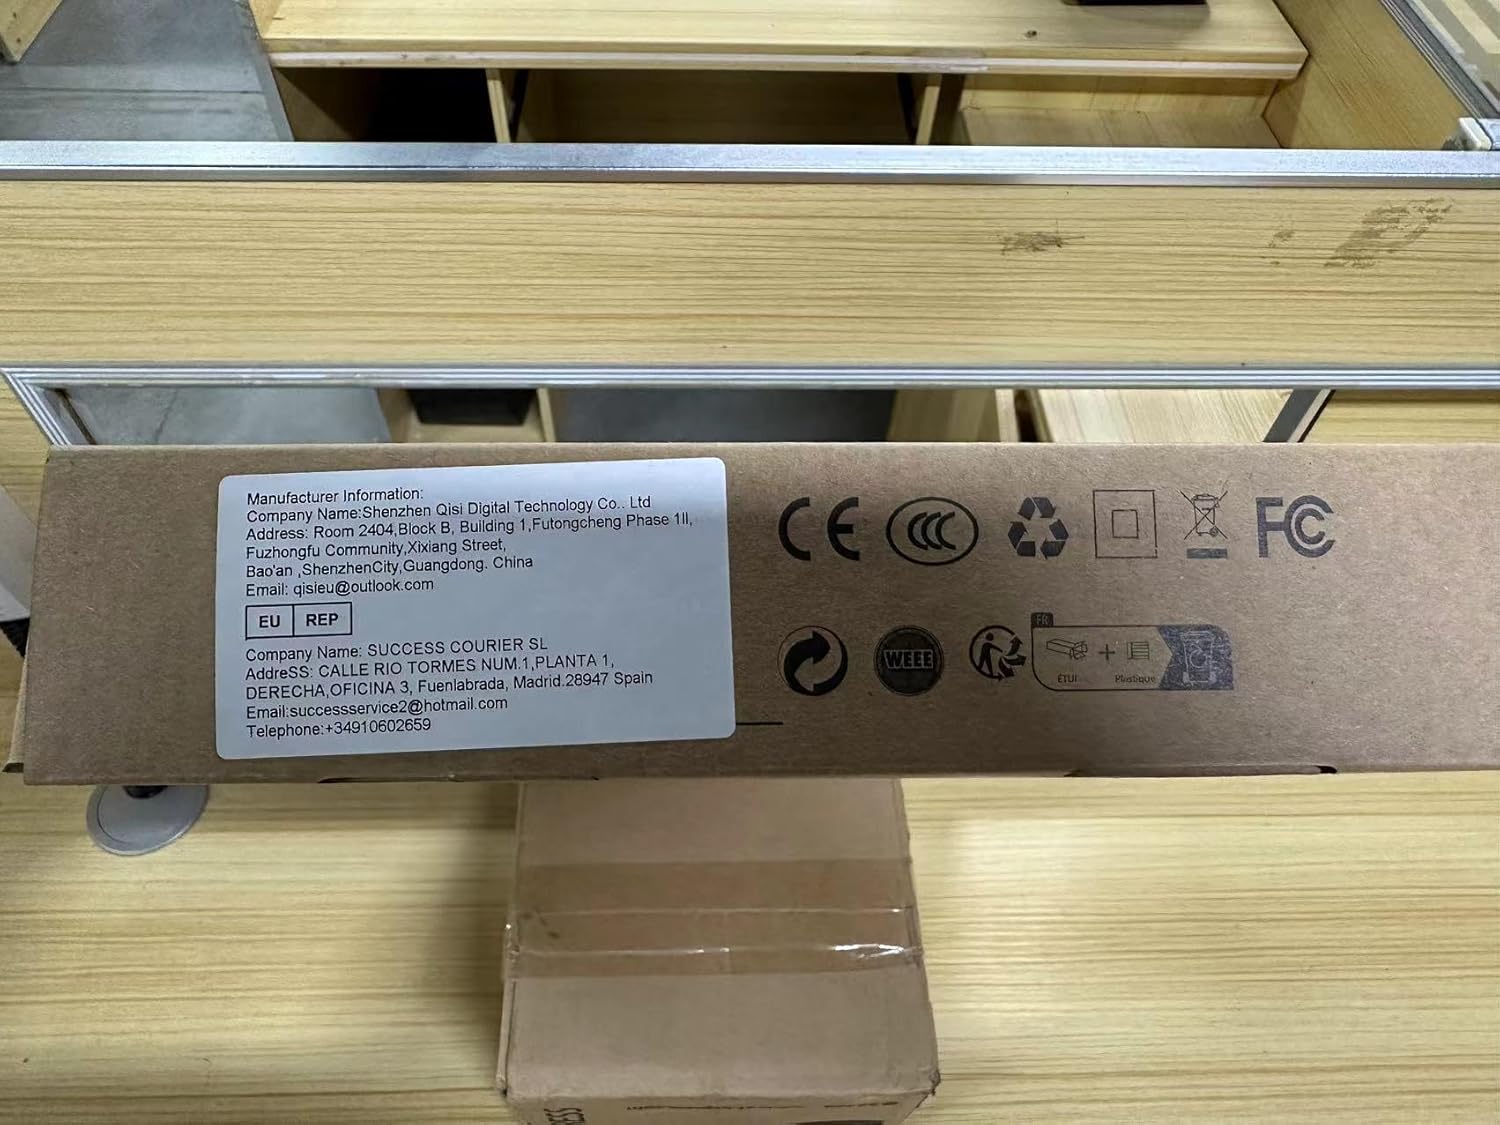 Manufacturer Information:
Company Name:Shenzhen Qisi Digital Technology Co., Ltd
Address: Room 2404,Block B, Building 1,Futongcheng Phase 1II,
Fuzhongfu Community,Xixiang Street,
Bao'an ,ShenzhenCity,Guangdong. China
Email: qisieu@outlook.com
EU REP
Company Name: SUCCESS COURIER SL
AddreSS: CALLE RIO TORMES NUM.1,PLANTA 1,
DERECHA,OFICINA 3, Fuenlabrada, Madrid.28947 Spain
Email:successservice2@hotmail.com
Telephone:+34910602659
CE CCC FC
WEEE
FR
ÉTUI + Plastique